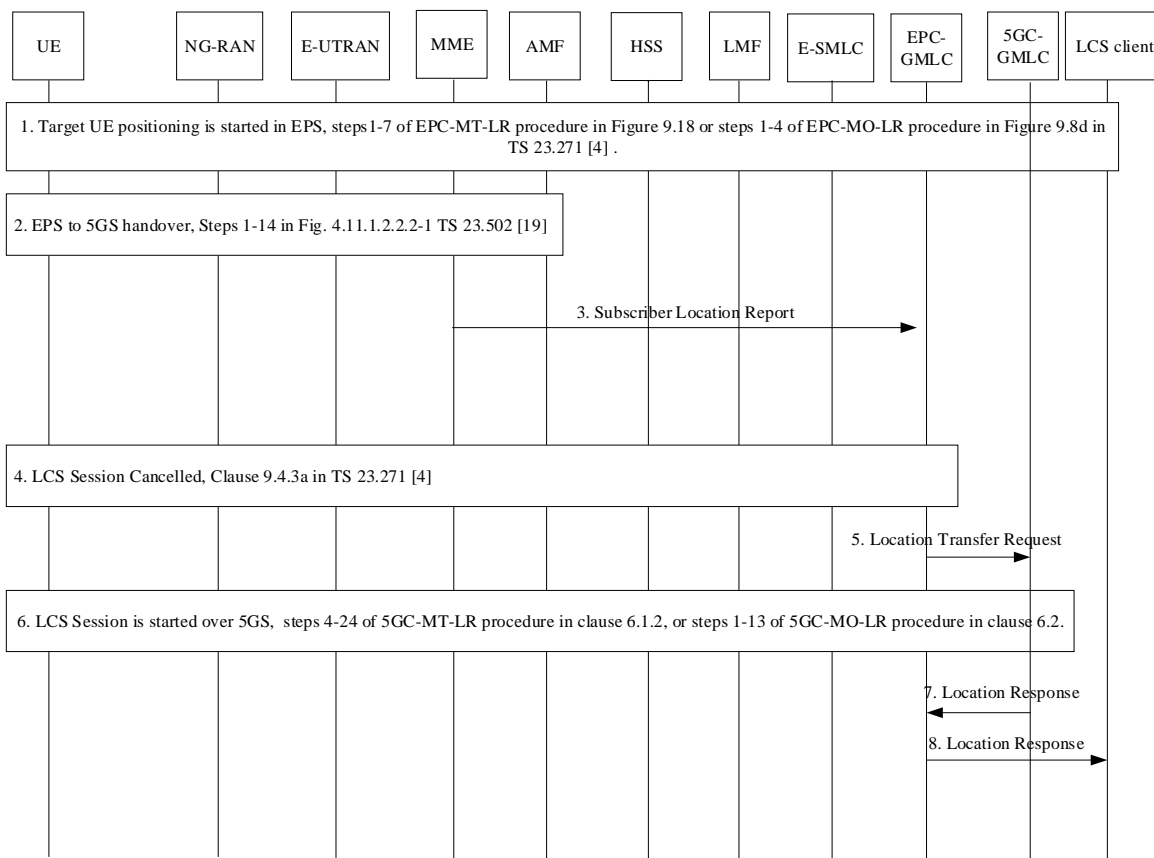 UE
NG-RAN
E-UTRAN
MME
AMF
HSS
LMF
E-SMLC
EPC-
GMLC
5GC-
GMLC
LCS client
1. Target UE positioning is started in EPS, steps1-7 of EPC-MT-LR procedure in Figure 9.18 or steps 1-4 of EPC-MO-LR procedure in Figure 9.8d in
TS 23.271 [4] .
2. EPS to 5GS handover, Steps 1-14 in Fig. 4.11.1.2.2.2-1 TS 23.502 [19]
3. Subscriber Location Report
4. LCS Session Cancelled, Clause 9.4.3a in TS 23.271 [4]
5. Location Transfer Request
6. LCS Session is started over 5GS, steps 4-24 of 5GC-MT-LR procedure in clause 6.1.2, or steps 1-13 of 5GC-MO-LR procedure in clause 6.2.
7. Location Response
8. Location Response